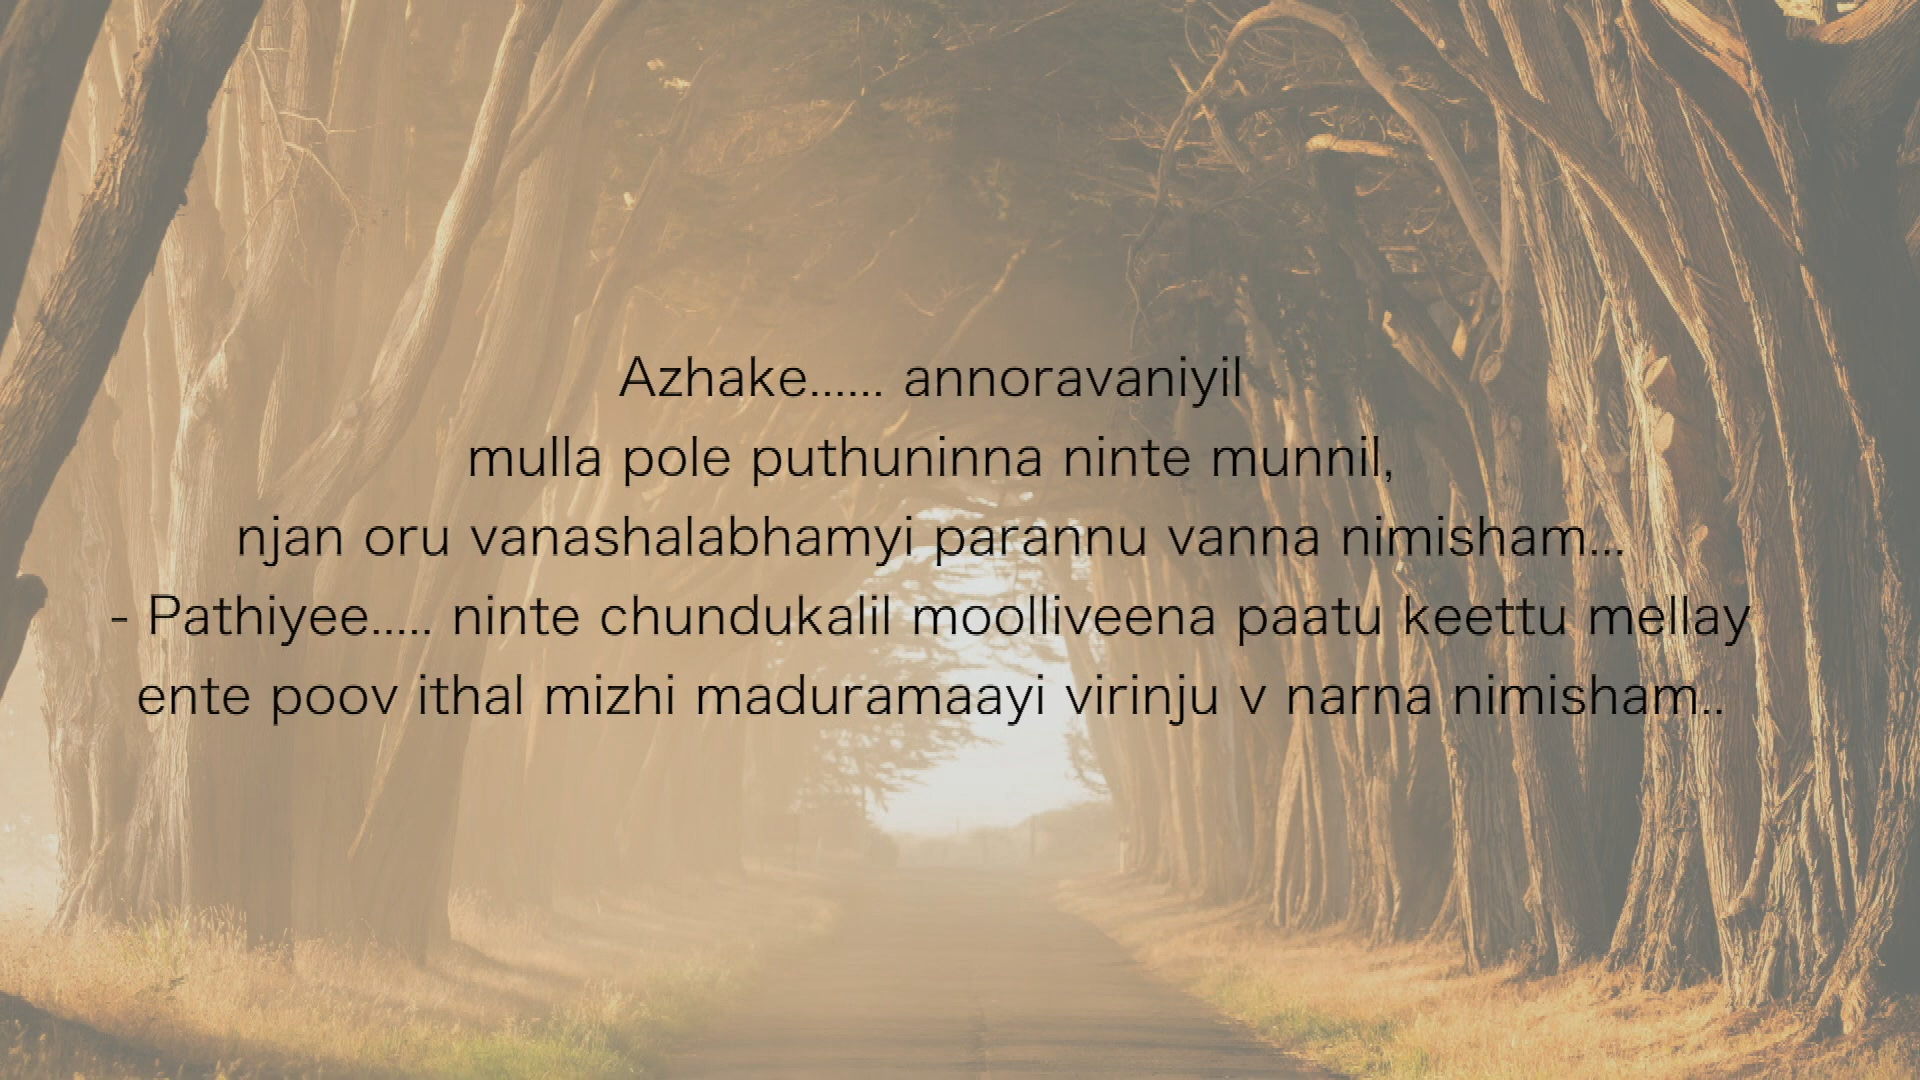 Azhake...... annoravaniyil
mulla pole puthuninna ninte munnil,
njan oru vanashalabhamyi parannu vanna nimisham...
- Pathiyee..... ninte chundukalil moolliveena paatu keettu mellay
ente poov ithal mizhi maduramaayi virinju v narna nimisham..